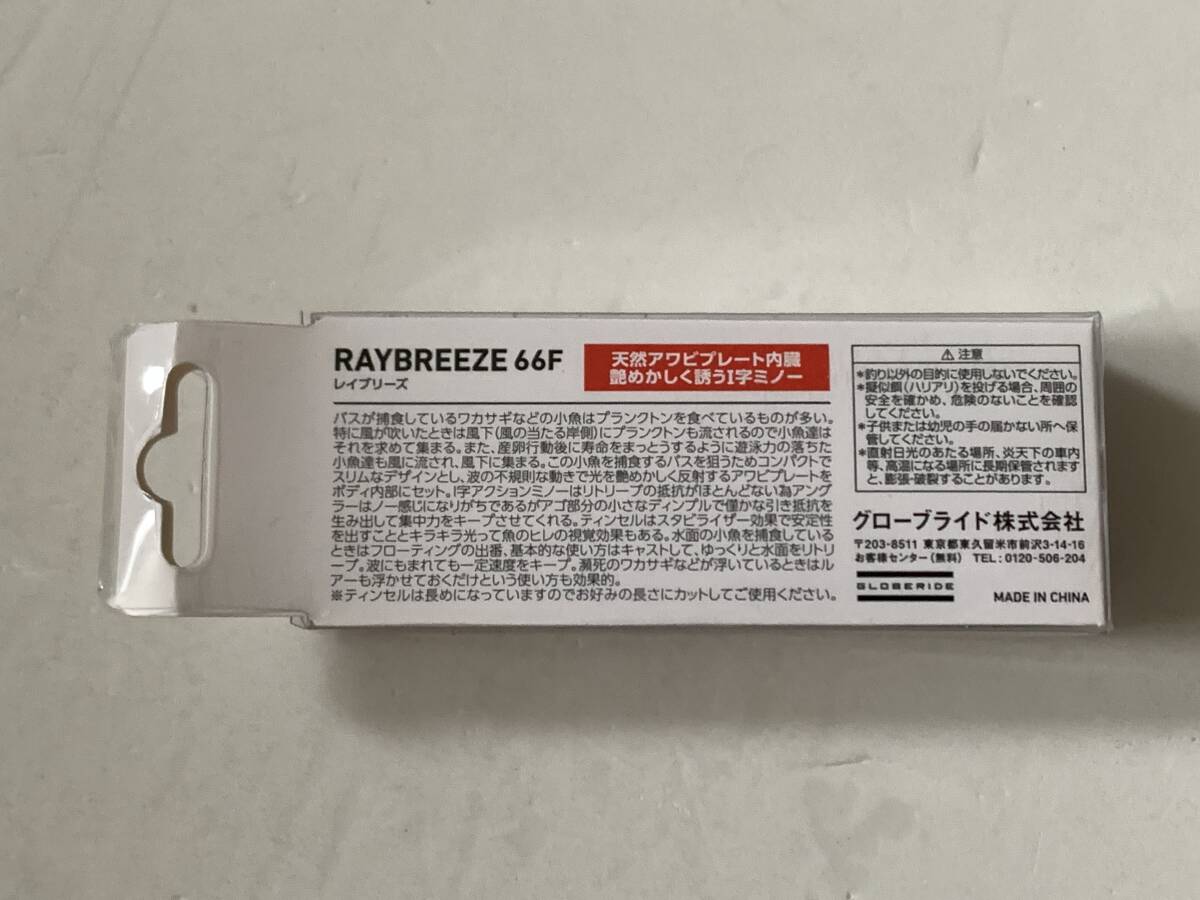 RAYBREEZE 66F
レイブリーズ
天然アワビプレート内臓
艶めかしく誘うI字ミノー
バスが捕食しているワカサギなどの小魚はプランクトンを食べているものが多い。
特に風が吹いたときは風下(風の当たる岸側)にプランクトンも流されるので小魚達は
それを求めて集まる。また、産卵行動後に寿命をまっとうするように遊泳力の落ちた
小魚達も風に流され、風下に集まる。この小魚を捕食するバスを狙うためコンパクトで
スリムなデザインとし、波の不規則な動きで光を艶めかしく反射するアワビプレートを
ボディ内部にセット。I字アクションミノーはリトリーブの抵抗がほとんどない為アング
ラーはノー感じになりがちであるがアゴ部分の小さなディンプルで僅かな引き抵抗を
生み出して集中力をキープさせてくれる。ティンセルはスタビライザー効果で安定性
を出すこととキラキラ光って魚のヒレの視覚効果もある。水面の小魚を捕食している
ときはフローティングの出番、基本的な使い方はキャストして、ゆっくりと水面をリトリ
ーブ。波にもまれても一定速度をキープ。瀕死のワカサギなどが浮いているときはル
アーも浮かせておくだけという使い方も効果的。
※ティンセルは長めになっていますのでお好みの長さにカットしてご使用ください。
⚠ 注意
*釣り以外の目的に使用しないでください。
*擬似餌(ハリアリ)を投げる場合、周囲の
安全を確かめ、危険のないことを確認
してください。
*子供または幼児の手の届かない所へ保
管してください。
*直射日光のあたる場所、炎天下の車内
等、高温になる場所に長期保管されます
と、膨張・破裂することがあります。
グローブライド株式会社
〒203-8511 東京都東久留米市前沢3-14-16
お客様センター(無料) TEL:0120-506-204
GLOBERIDE
MADE IN CHINA